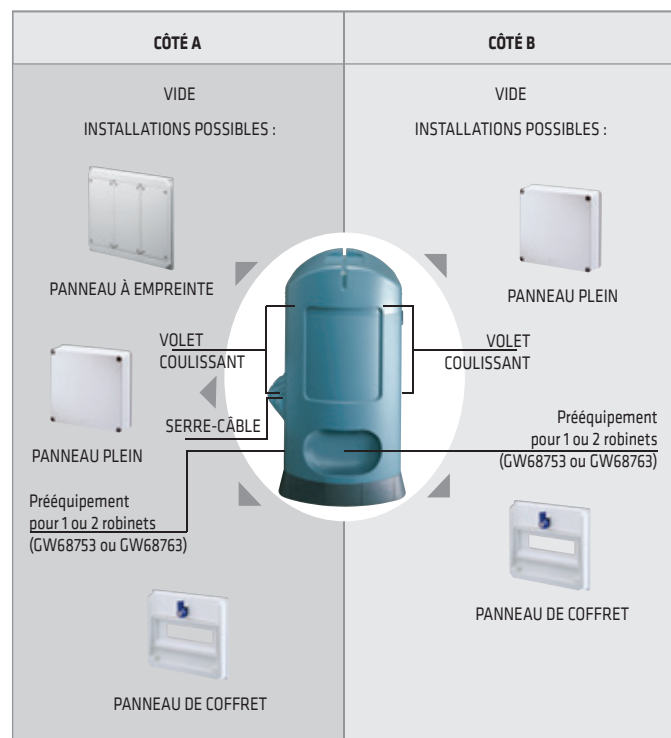 CÔTÉ A
CÔTÉ B
VIDE
INSTALLATIONS POSSIBLES :
VIDE
INSTALLATIONS POSSIBLES :
PANNEAU À EMPREINTE
PANNEAU PLEIN
VOLET
COULISSANT
VOLET
COULISSANT
SERRE-CÂBLE
PANNEAU PLEIN
Prééquipement
pour 1 ou 2 robinets
(GW68753 ou GW68763)
Prééquipement
pour 1 ou 2 robinets
(GW68753 ou GW68763)
PANNEAU DE COFFRET
PANNEAU DE COFFRET